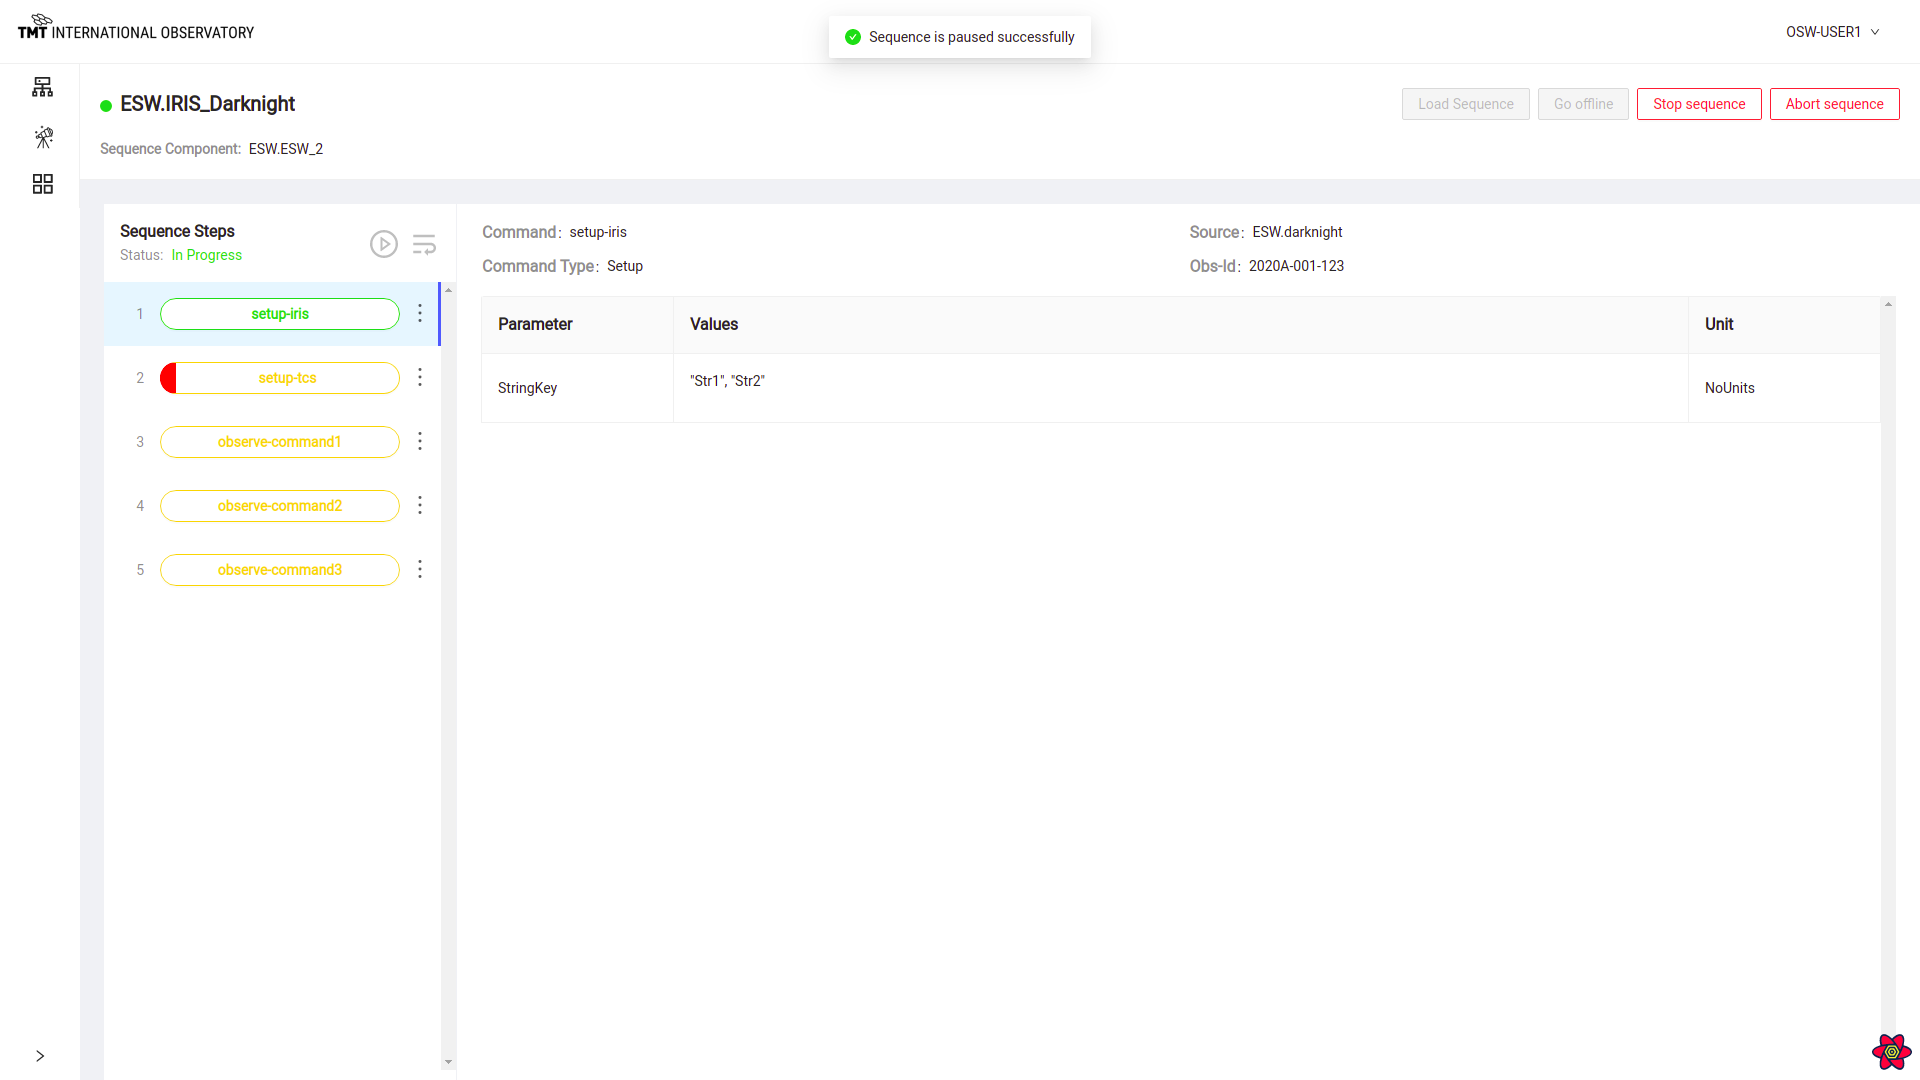 TMT INTERNATIONAL OBSERVATORY
Sequence is paused successfully
OSW-USER1
ESW.IRIS_Darknight
Load Sequence
Go offline
Stop sequence
Abort sequence
Sequence Component: ESW.ESW_2
Sequence Steps
Status: In Progress
1 setup-iris
2 setup-tcs
3 observe-command1
4 observe-command2
5 observe-command3
Command: setup-iris
Source: ESW.darknight
Command Type: Setup
Obs-Id: 2020A-001-123
Parameter Values Unit
StringKey "Str1", "Str2" NoUnits